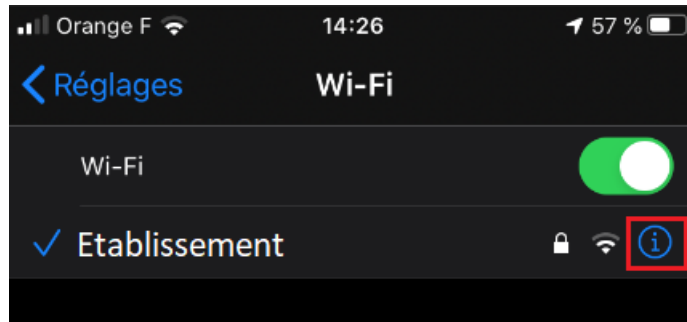 Orange F 14:26 57 %
Réglages Wi-Fi
Wi-Fi
Etablissement